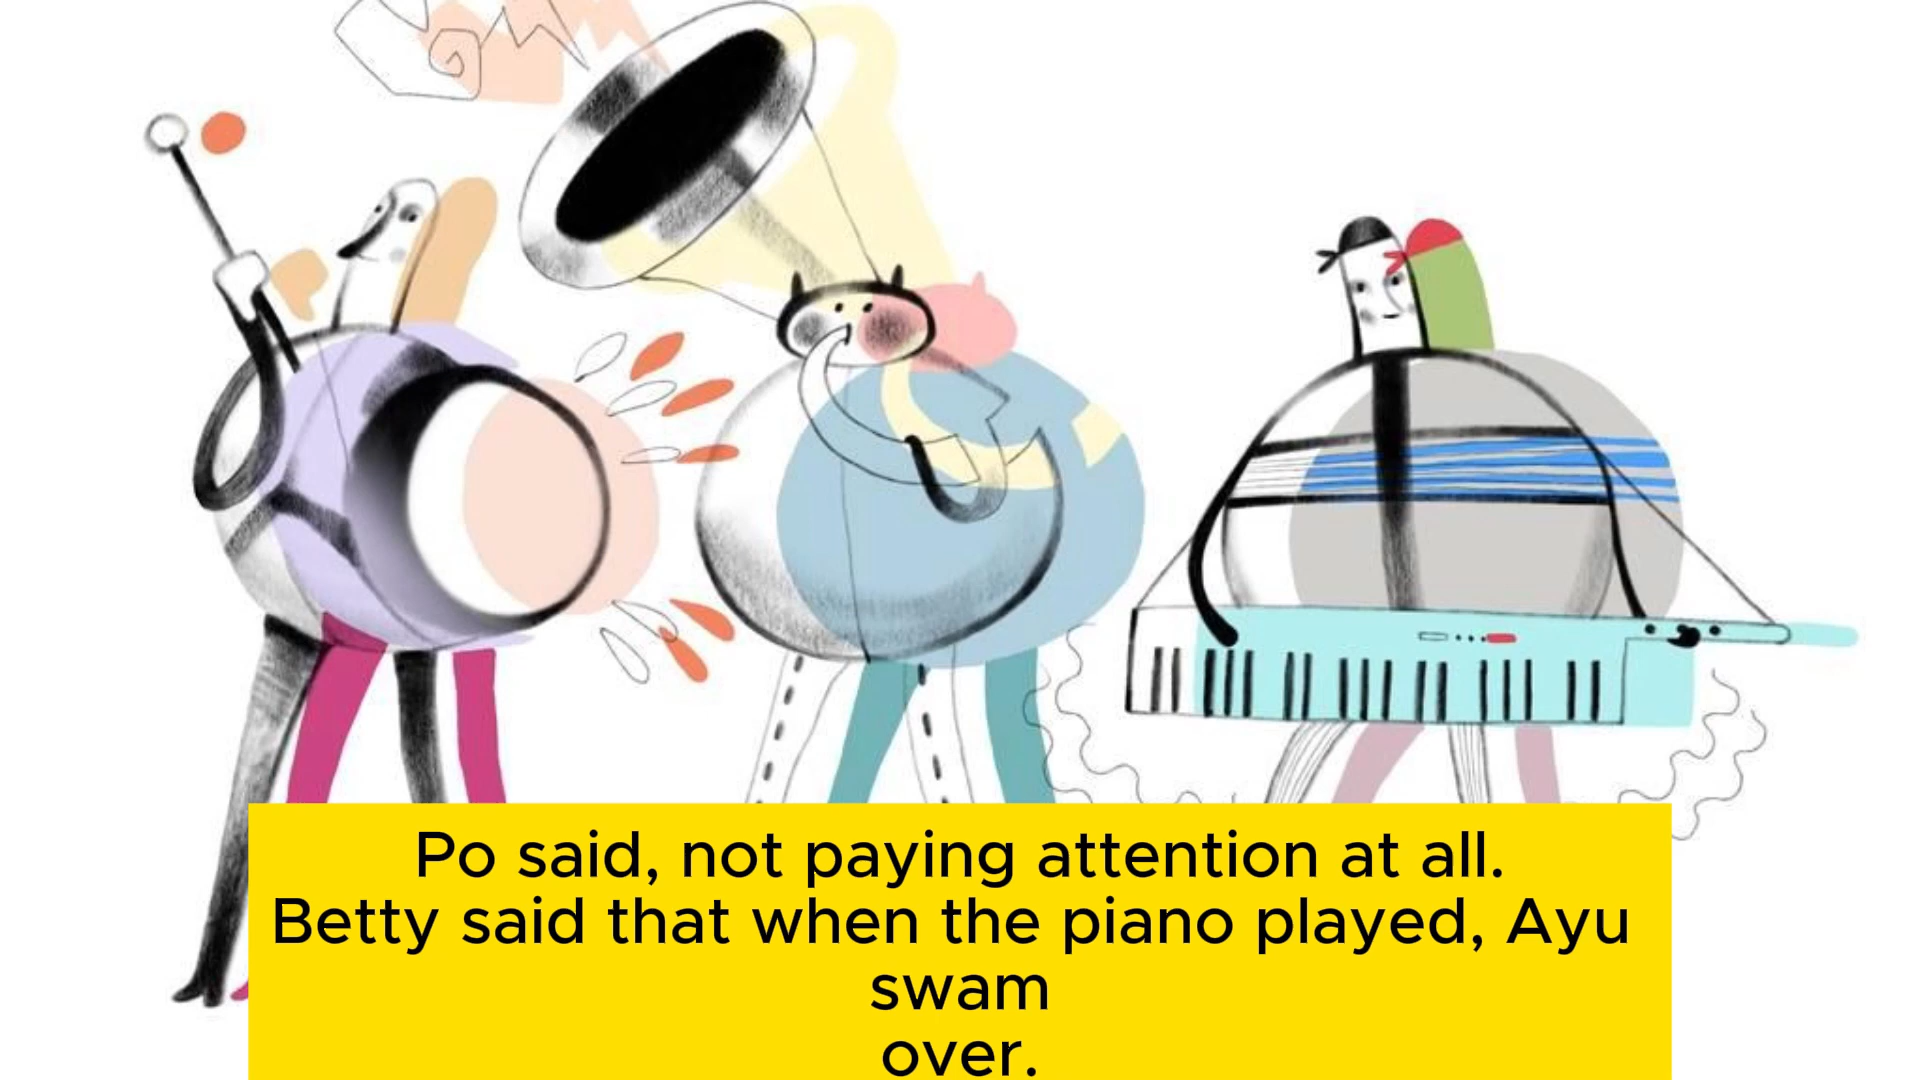 Po said, not paying attention at all.
Betty said that when the piano played, Ayu
swam
over.